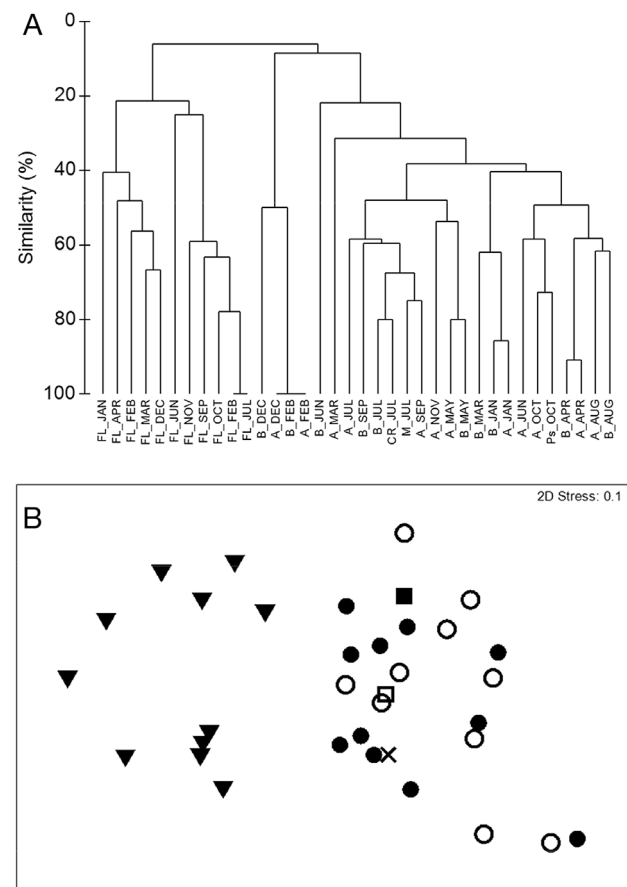 A
0
20
40
60
80
100
Similarity (%)
FL_JAN
FL_APR
FL_FEB
FL_MAR
FL_DEC
FL_JUN
FL_NOV
FL_SEP
FL_OCT
FL_FEB
FL_JUL
B_DEC
A_DEC
B_FEB
A_FEB
B_JUN
A_MAR
A_JUL
B_SEP
B_JUL
CR_JUL
M_JUL
A_SEP
A_NOV
A_MAY
B_MAY
B_MAR
B_JAN
A_JAN
A_JUN
A_OCT
Ps_OCT
B_APR
A_APR
A_AUG
B_AUG
2D Stress: 0.1
B